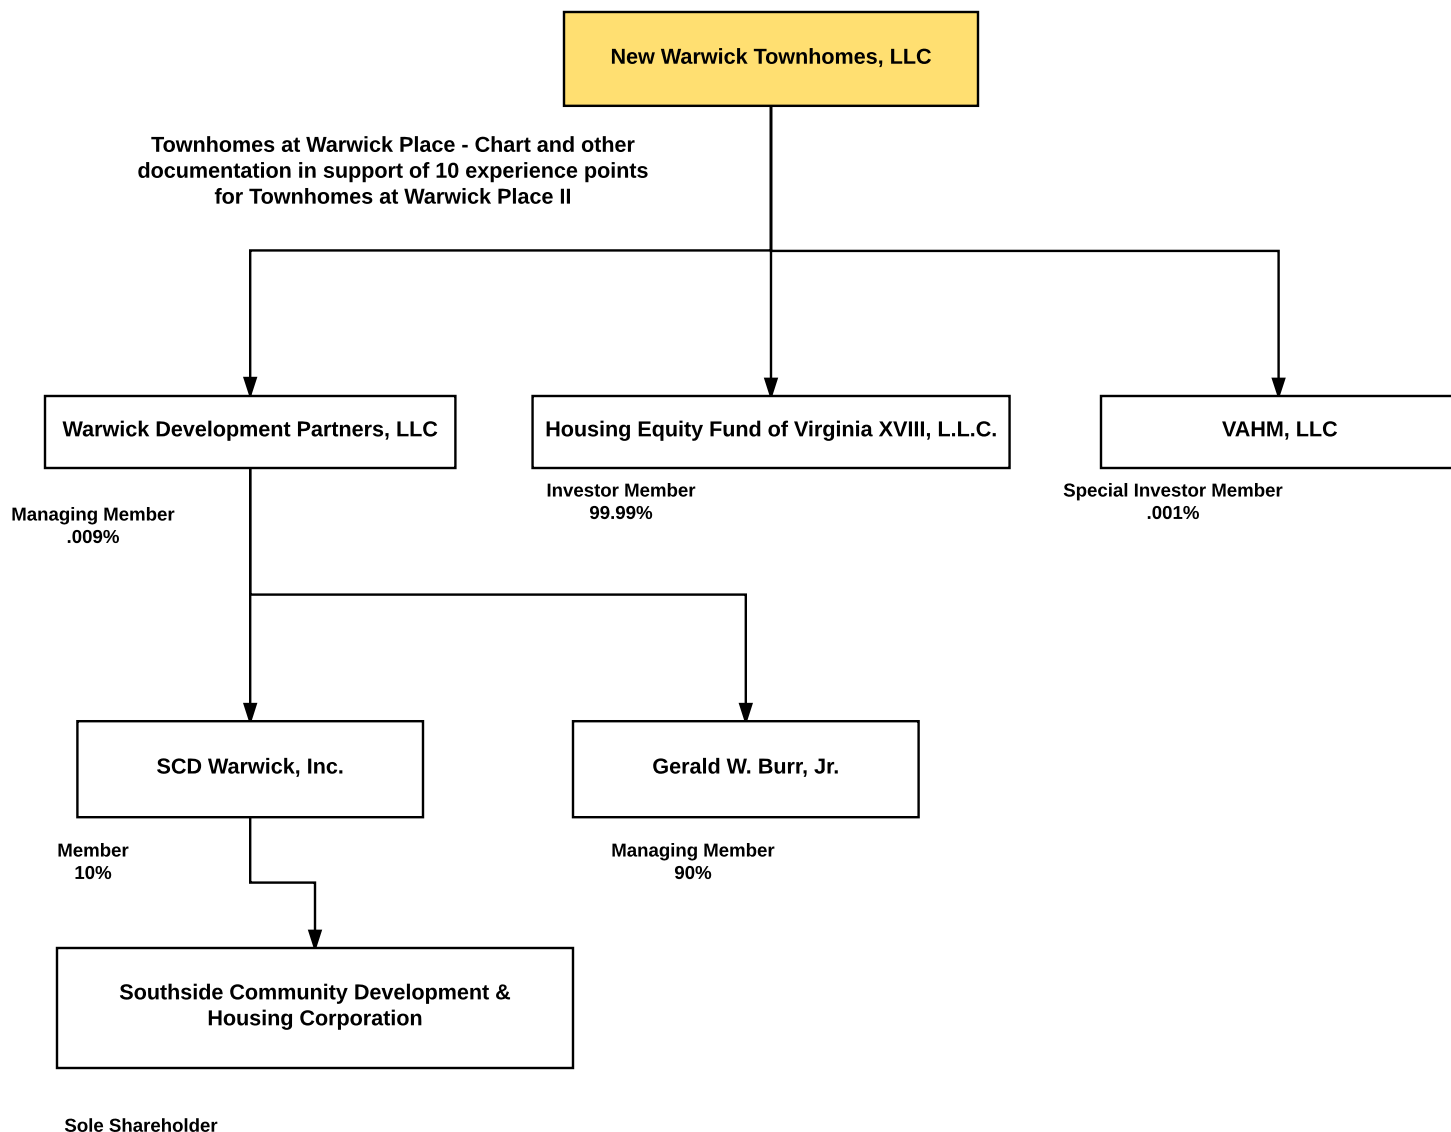 New Warwick Townhomes, LLC
Townhomes at Warwick Place - Chart and other
documentation in support of 10 experience points
for Townhomes at Warwick Place II
Warwick Development Partners, LLC
Housing Equity Fund of Virginia XVIII, L.L.C.
VAHM, LLC
Managing Member
.009%
Investor Member
99.99%
Special Investor Member
.001%
SCD Warwick, Inc.
Gerald W. Burr, Jr.
Member
10%
Managing Member
90%
Southside Community Development &
Housing Corporation
Sole Shareholder